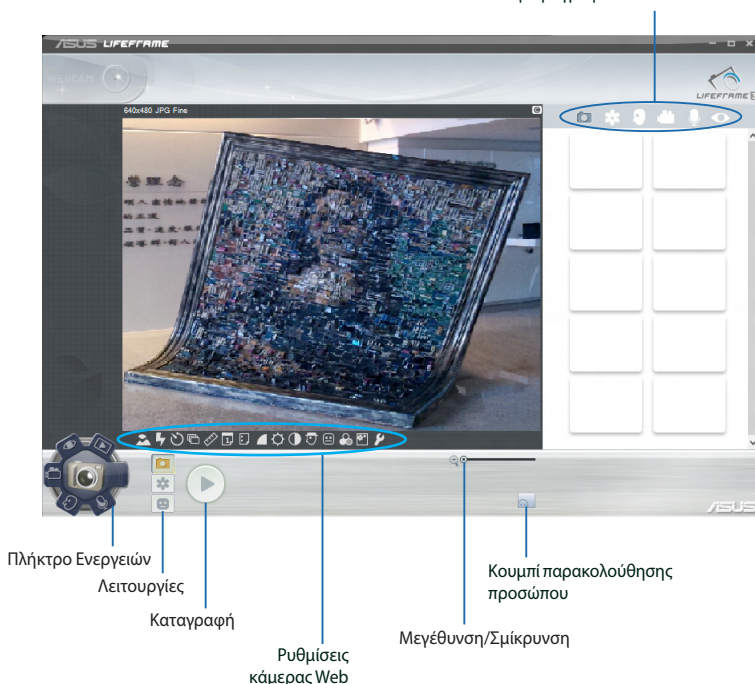 ASUS LIFEFRAME
WEBCAM
LIFEFRAME
640x480 JPG Fine
ASUS
Πλήκτρο Ενεργειών
Λειτουργίες
Καταγραφή
Ρυθμίσεις
κάμερας Web
Μεγέθυνση/Σμίκρυνση
Κουμπί παρακολούθησης
προσώπου